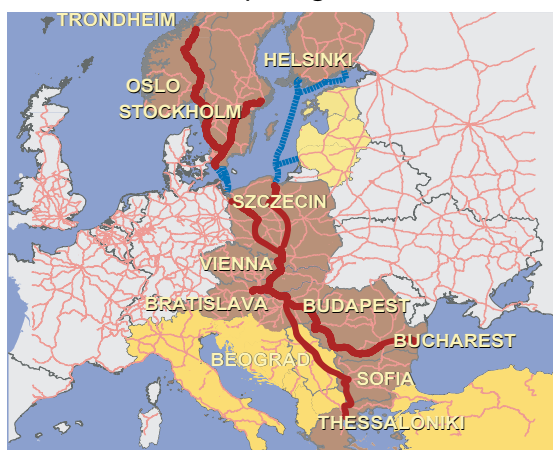 TRONDHEIM
HELSINKI
OSLO
STOCKHOLM
SZCZECIN
VIENNA
BRATISLAVA
BUDAPEST
BUCHAREST
BEOGRAD
SOFIA
THESSALONIKI